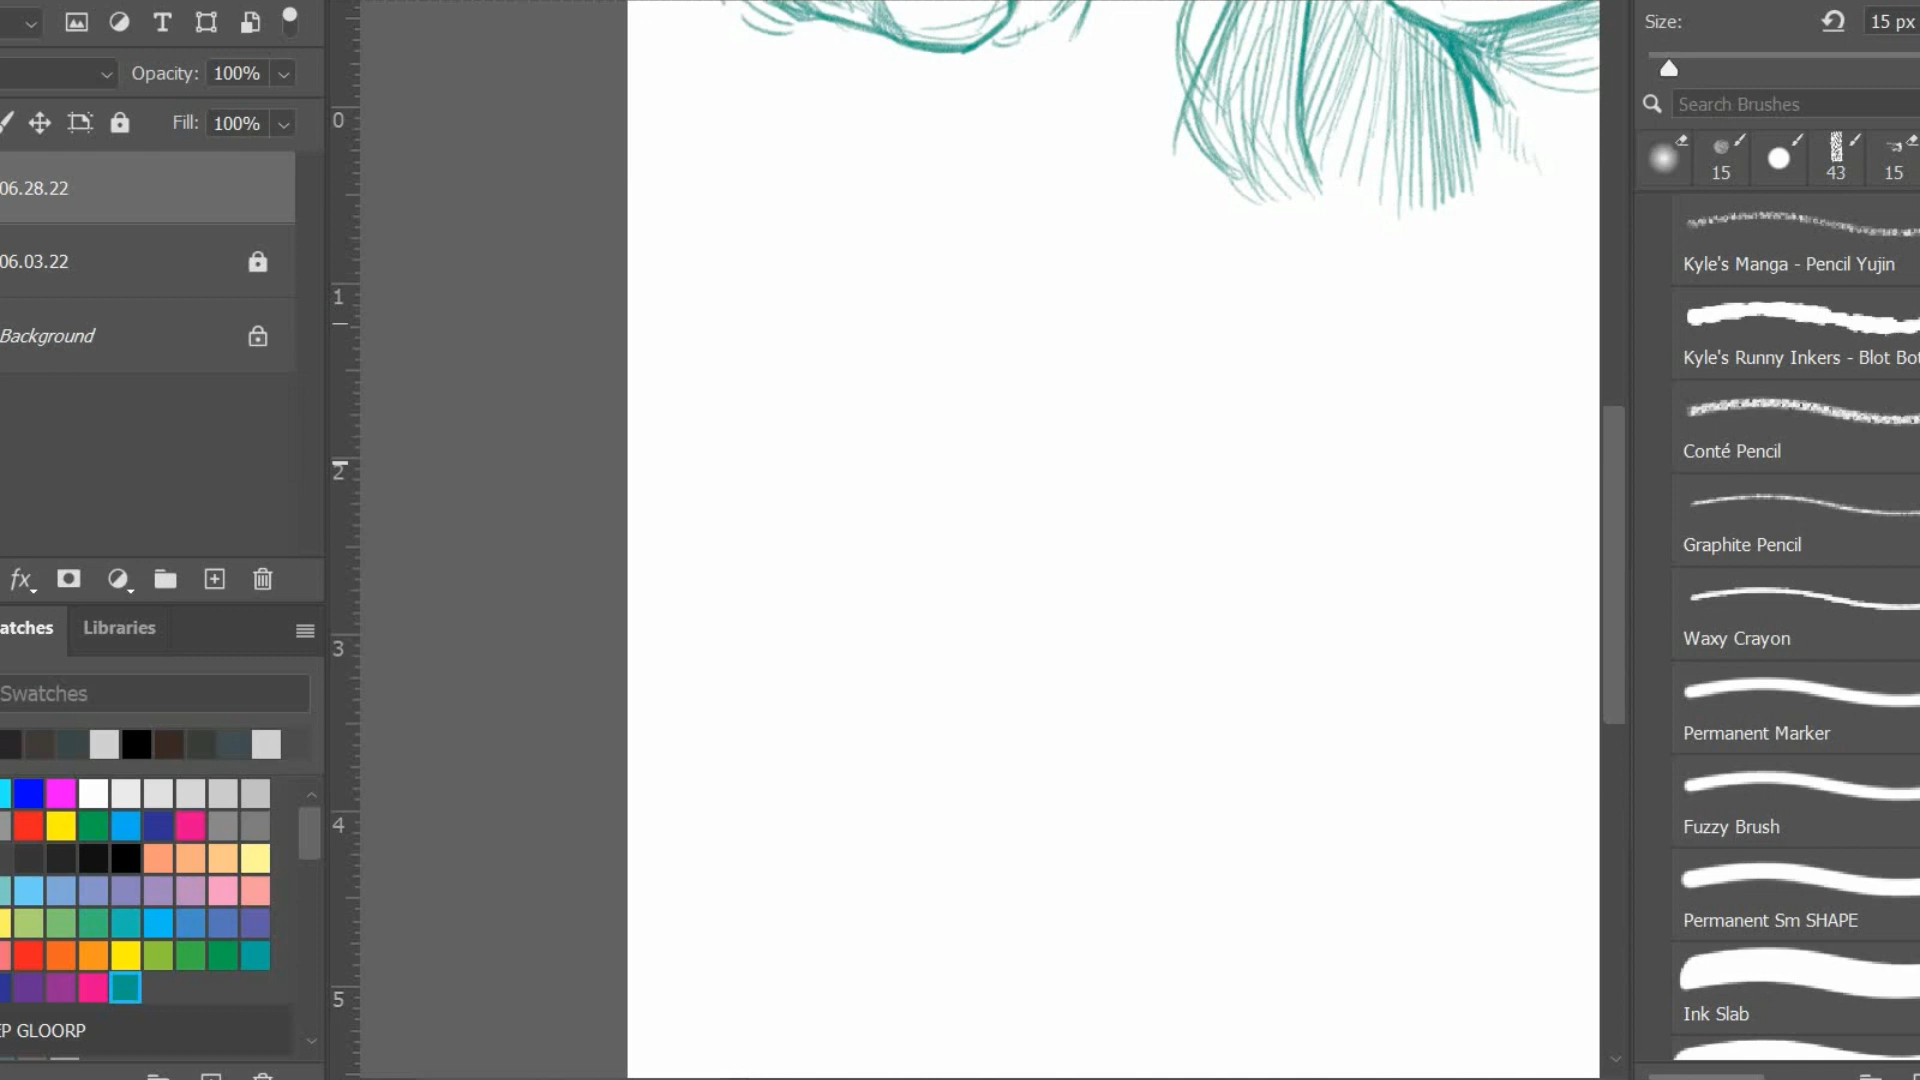 Opacity: 100%
Fill: 100%
06.28.22
06.03.22
Background
fx
atches Libraries
Swatches
EP GLOORP
0
1
2
3
4
5
Size: 15 px
Search Brushes
15 43 15
Kyle's Manga - Pencil Yujin
Kyle's Runny Inkers - Blot Bot
Conté Pencil
Graphite Pencil
Waxy Crayon
Permanent Marker
Fuzzy Brush
Permanent Sm SHAPE
Ink Slab